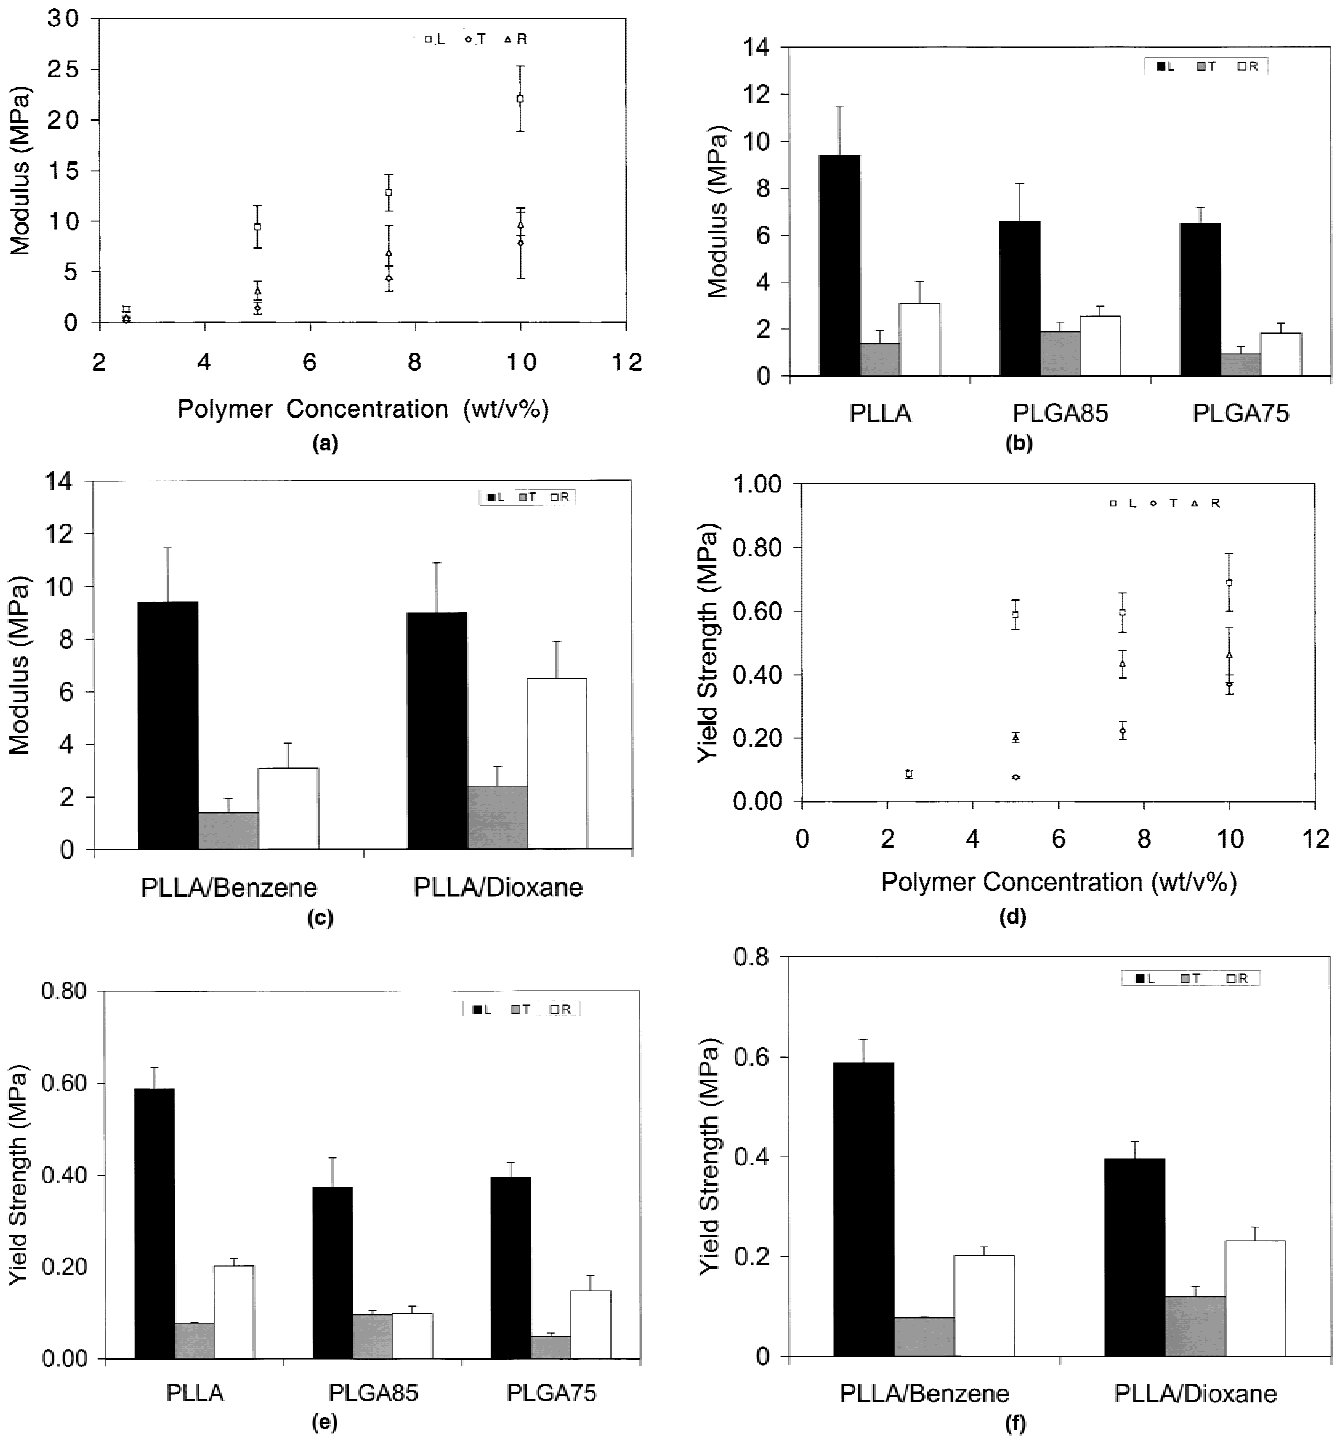 30
25
20
15
10
5
0
Modulus (MPa)
L T R
2 4 6 8 10 12
Polymer Concentration (wt/v%)
(a)
14
12
10
8
6
4
2
0
Modulus (MPa)
L T R
PLLA PLGA85 PLGA75
(b)
14
12
10
8
6
4
2
0
Modulus (MPa)
L T R
PLLA/Benzene PLLA/Dioxane
(c)
1.00
0.80
0.60
0.40
0.20
0.00
Yield Strength (MPa)
L T R
0 2 4 6 8 10 12
Polymer Concentration (wt/v%)
(d)
0.80
0.60
0.40
0.20
0.00
Yield Strength (MPa)
L T R
PLLA PLGA85 PLGA75
(e)
0.8
0.6
0.4
0.2
0
Yield Strength (MPa)
L T R
PLLA/Benzene PLLA/Dioxane
(f)